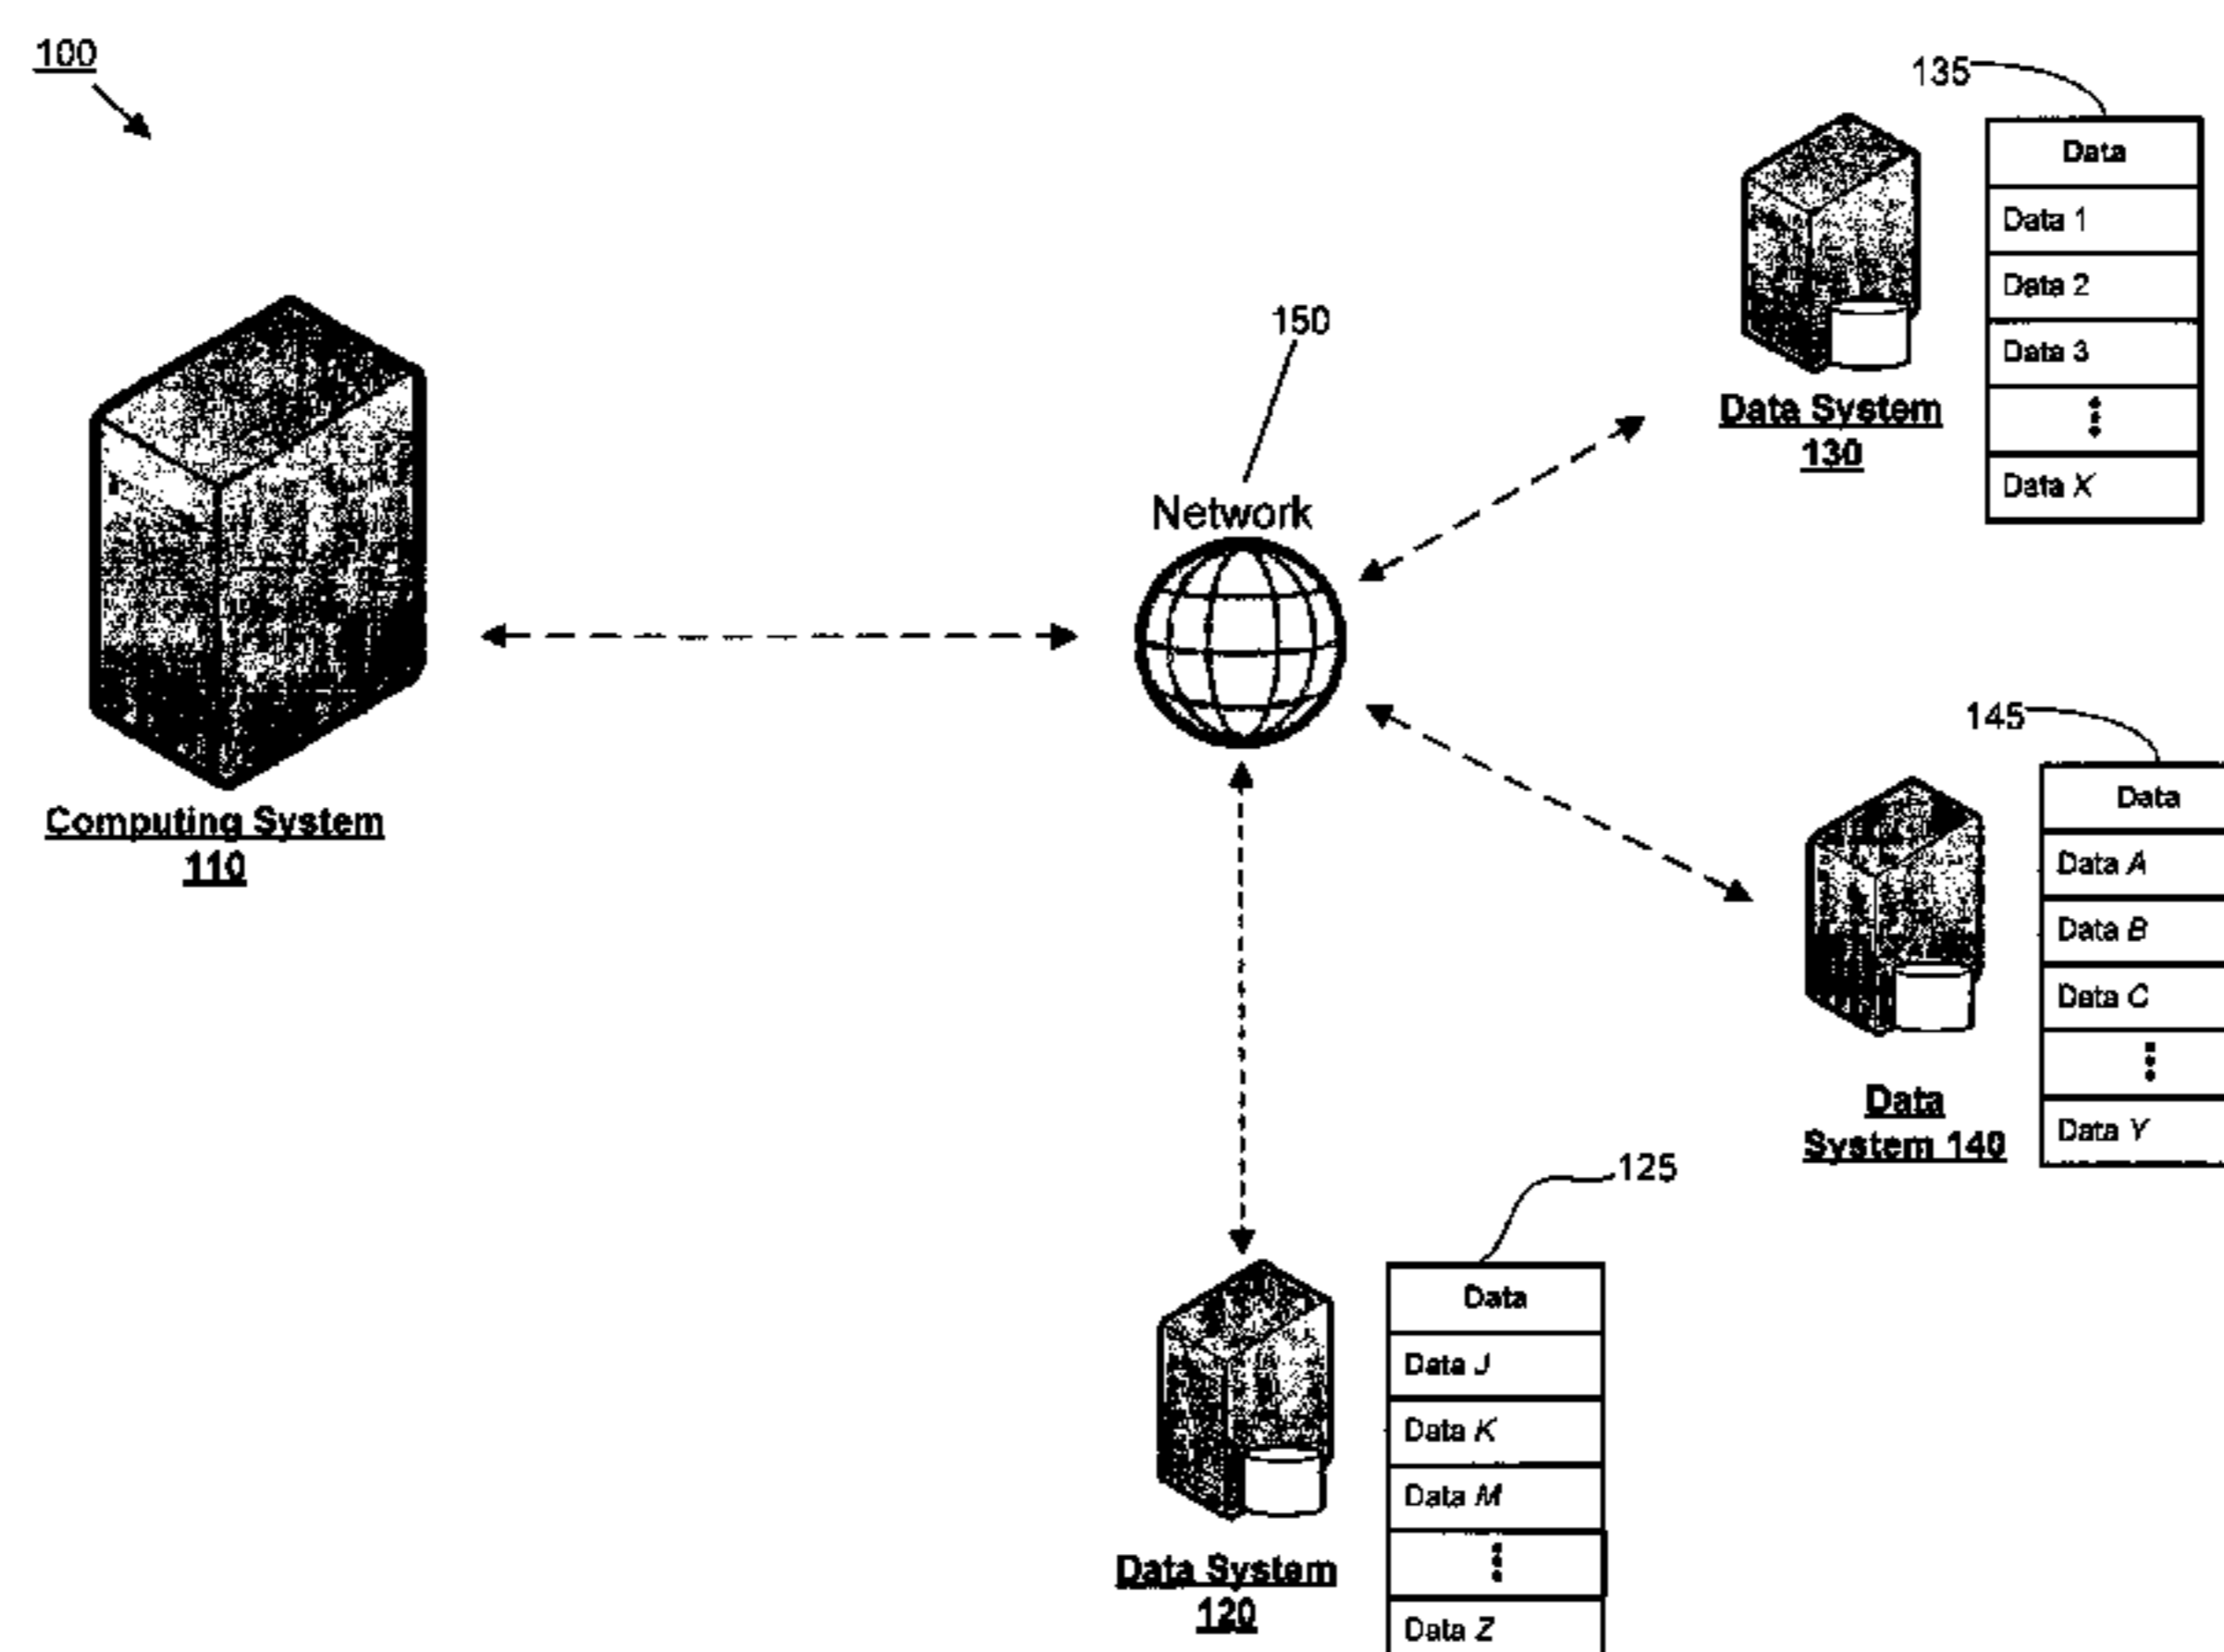 100
135
Data
Data 1
Data 2
Data 3
Data X
Data System
130
150
Network
Computing System
110
145
Data
Data A
Data B
Data C
Data Y
Data
System 140
125
Data
Data J
Data K
Data M
Data Z
Data System
120